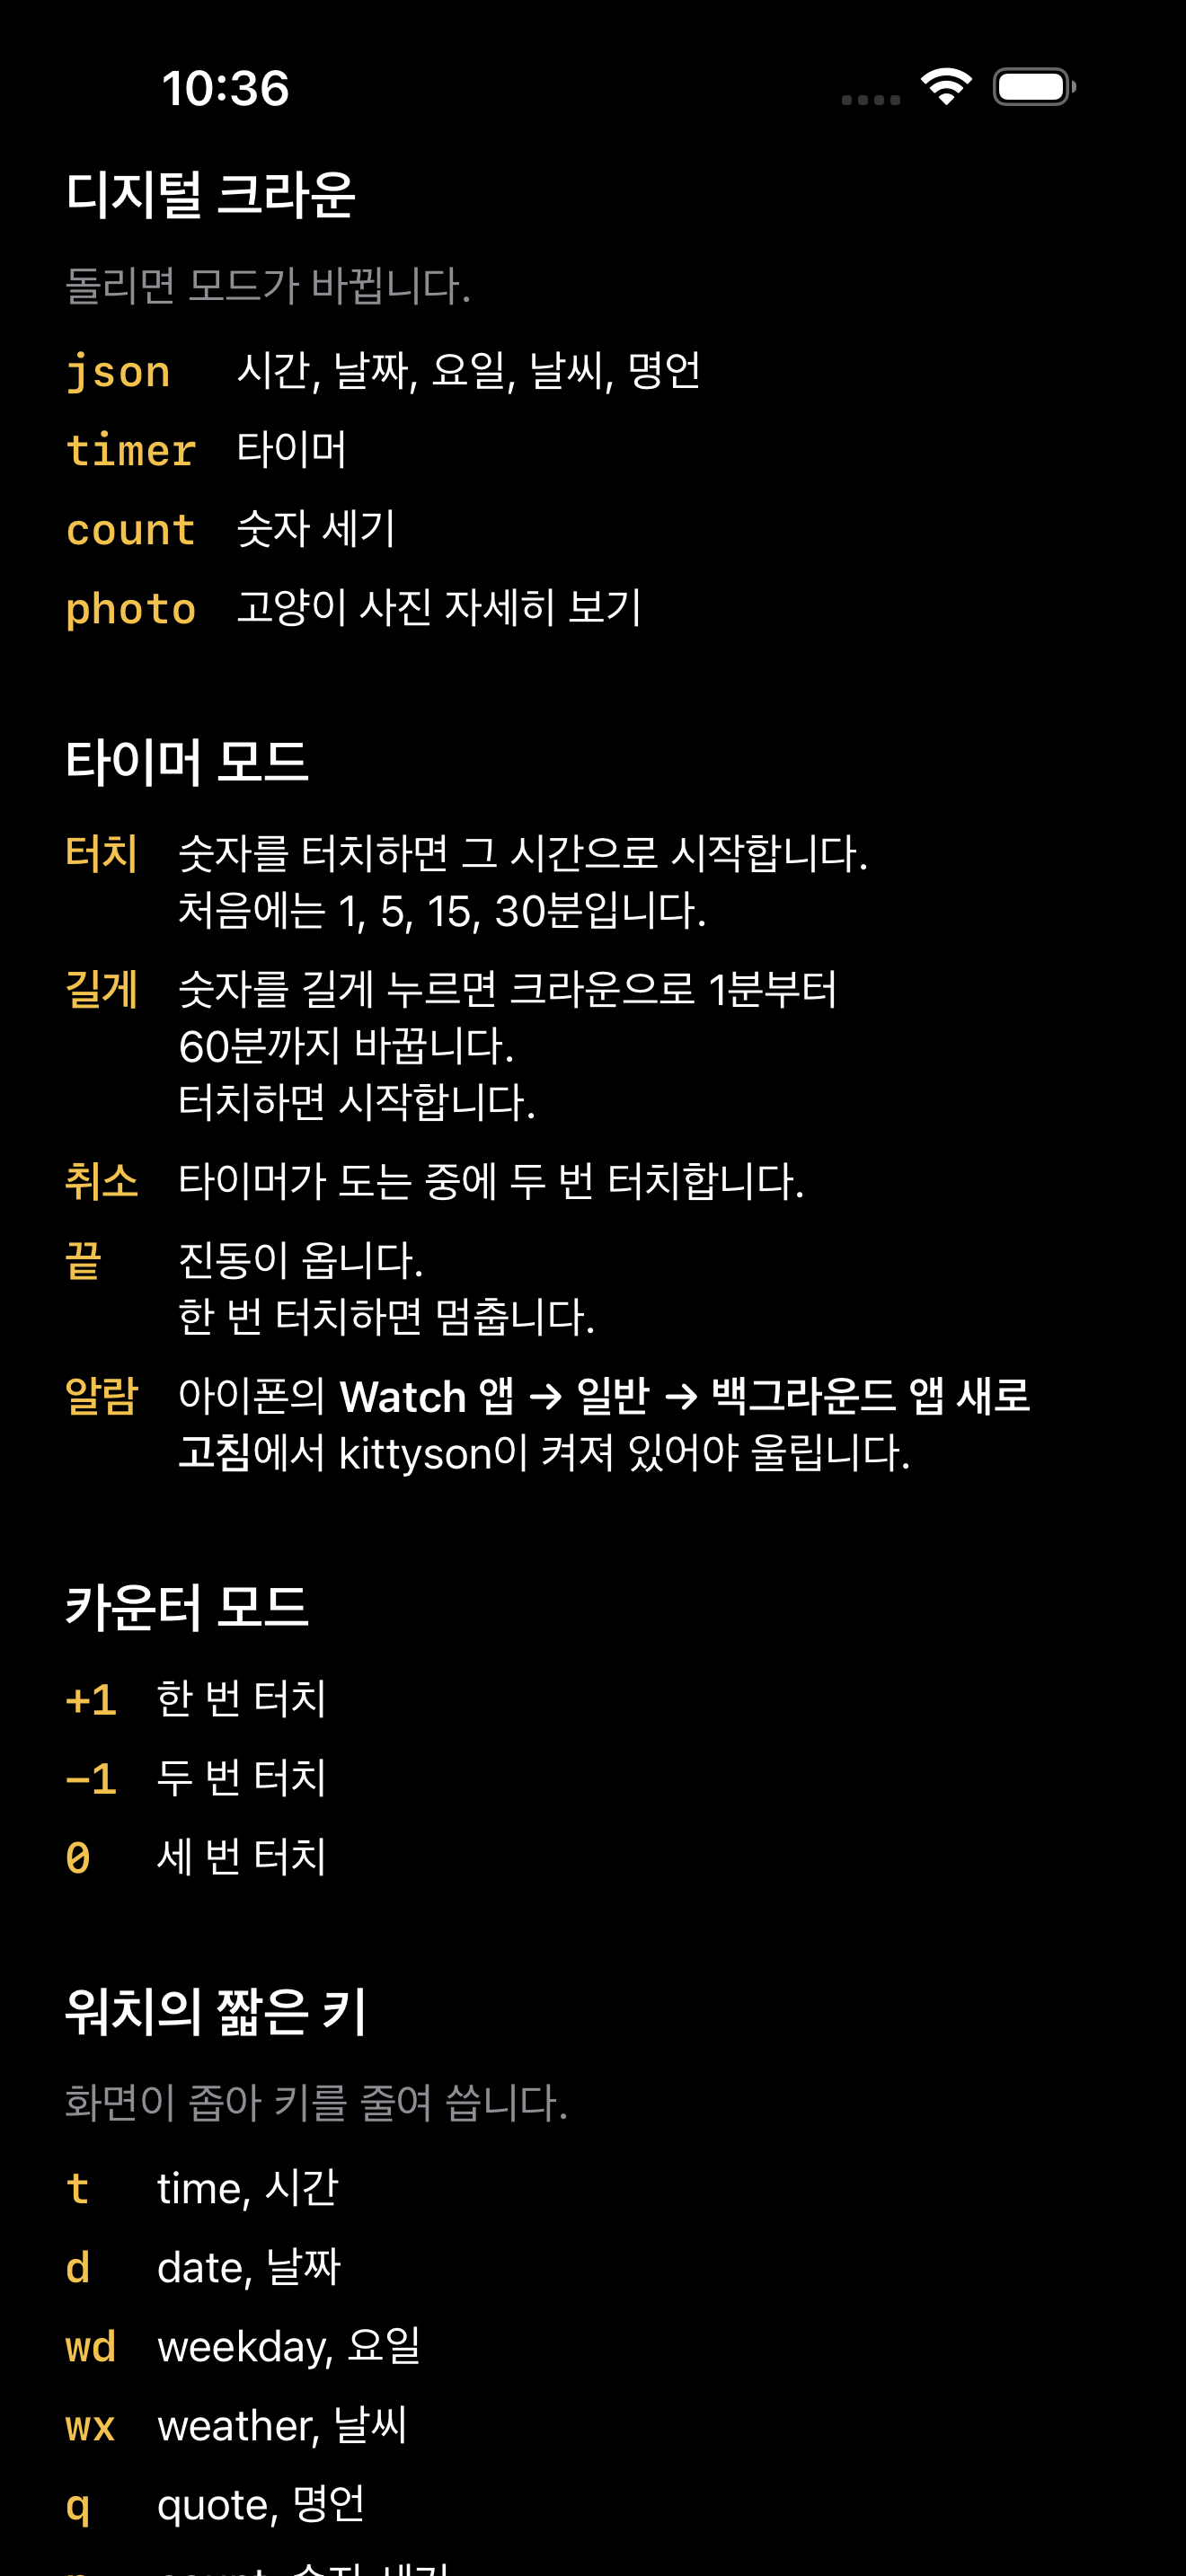 10:36
디지털 크라운
돌리면 모드가 바뀝니다.
json 시간, 날짜, 요일, 날씨, 명언
timer 타이머
count 숫자 세기
photo 고양이 사진 자세히 보기
타이머 모드
터치 숫자를 터치하면 그 시간으로 시작합니다.
처음에는 1, 5, 15, 30분입니다.
길게 숫자를 길게 누르면 크라운으로 1분부터
60분까지 바꿉니다.
터치하면 시작합니다.
취소 타이머가 도는 중에 두 번 터치합니다.
끝 진동이 옵니다.
한 번 터치하면 멈춥니다.
알람 아이폰의 Watch 앱 → 일반 → 백그라운드 앱 새로
고침에서 kittyson이 켜져 있어야 울립니다.
카운터 모드
+1 한 번 터치
−1 두 번 터치
0 세 번 터치
워치의 짧은 키
화면이 좁아 키를 줄여 씁니다.
t time, 시간
d date, 날짜
wd weekday, 요일
wx weather, 날씨
q quote, 명언